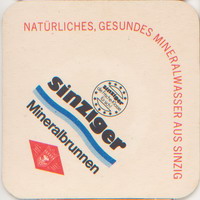 NATÜRLICHES, GESUNDES MINERALWASSER AUS SINZIG
sinziger
Mineralbrunnen